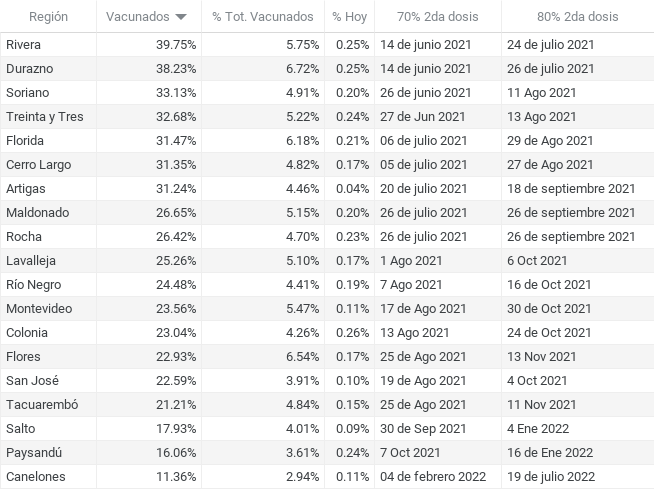 Región Vacunados % Tot. Vacunados % Hoy 70% 2da dosis 80% 2da dosis
Rivera 39.75% 5.75% 0.25% 14 de junio 2021 24 de julio 2021
Durazno 38.23% 6.72% 0.25% 14 de junio 2021 26 de julio 2021
Soriano 33.13% 4.91% 0.20% 26 de junio 2021 11 Ago 2021
Treinta y Tres 32.68% 5.22% 0.24% 27 de Jun 2021 13 Ago 2021
Florida 31.47% 6.18% 0.21% 06 de julio 2021 29 de Ago 2021
Cerro Largo 31.35% 4.82% 0.17% 05 de julio 2021 27 de Ago 2021
Artigas 31.24% 4.46% 0.04% 20 de julio 2021 18 de septiembre 2021
Maldonado 26.65% 5.15% 0.20% 26 de julio 2021 26 de septiembre 2021
Rocha 26.42% 4.70% 0.23% 26 de julio 2021 26 de septiembre 2021
Lavalleja 25.26% 5.10% 0.17% 1 Ago 2021 6 Oct 2021
Río Negro 24.48% 4.41% 0.19% 7 Ago 2021 16 de Oct 2021
Montevideo 23.56% 5.47% 0.11% 17 de Ago 2021 30 de Oct 2021
Colonia 23.04% 4.26% 0.26% 13 Ago 2021 24 de Oct 2021
Flores 22.93% 6.54% 0.17% 25 de Ago 2021 13 Nov 2021
San José 22.59% 3.91% 0.10% 19 de Ago 2021 4 Oct 2021
Tacuarembó 21.21% 4.84% 0.15% 25 de Ago 2021 11 Nov 2021
Salto 17.93% 4.01% 0.09% 30 de Sep 2021 4 Ene 2022
Paysandú 16.06% 3.61% 0.24% 7 Oct 2021 16 de Ene 2022
Canelones 11.36% 2.94% 0.11% 04 de febrero 2022 19 de julio 2022